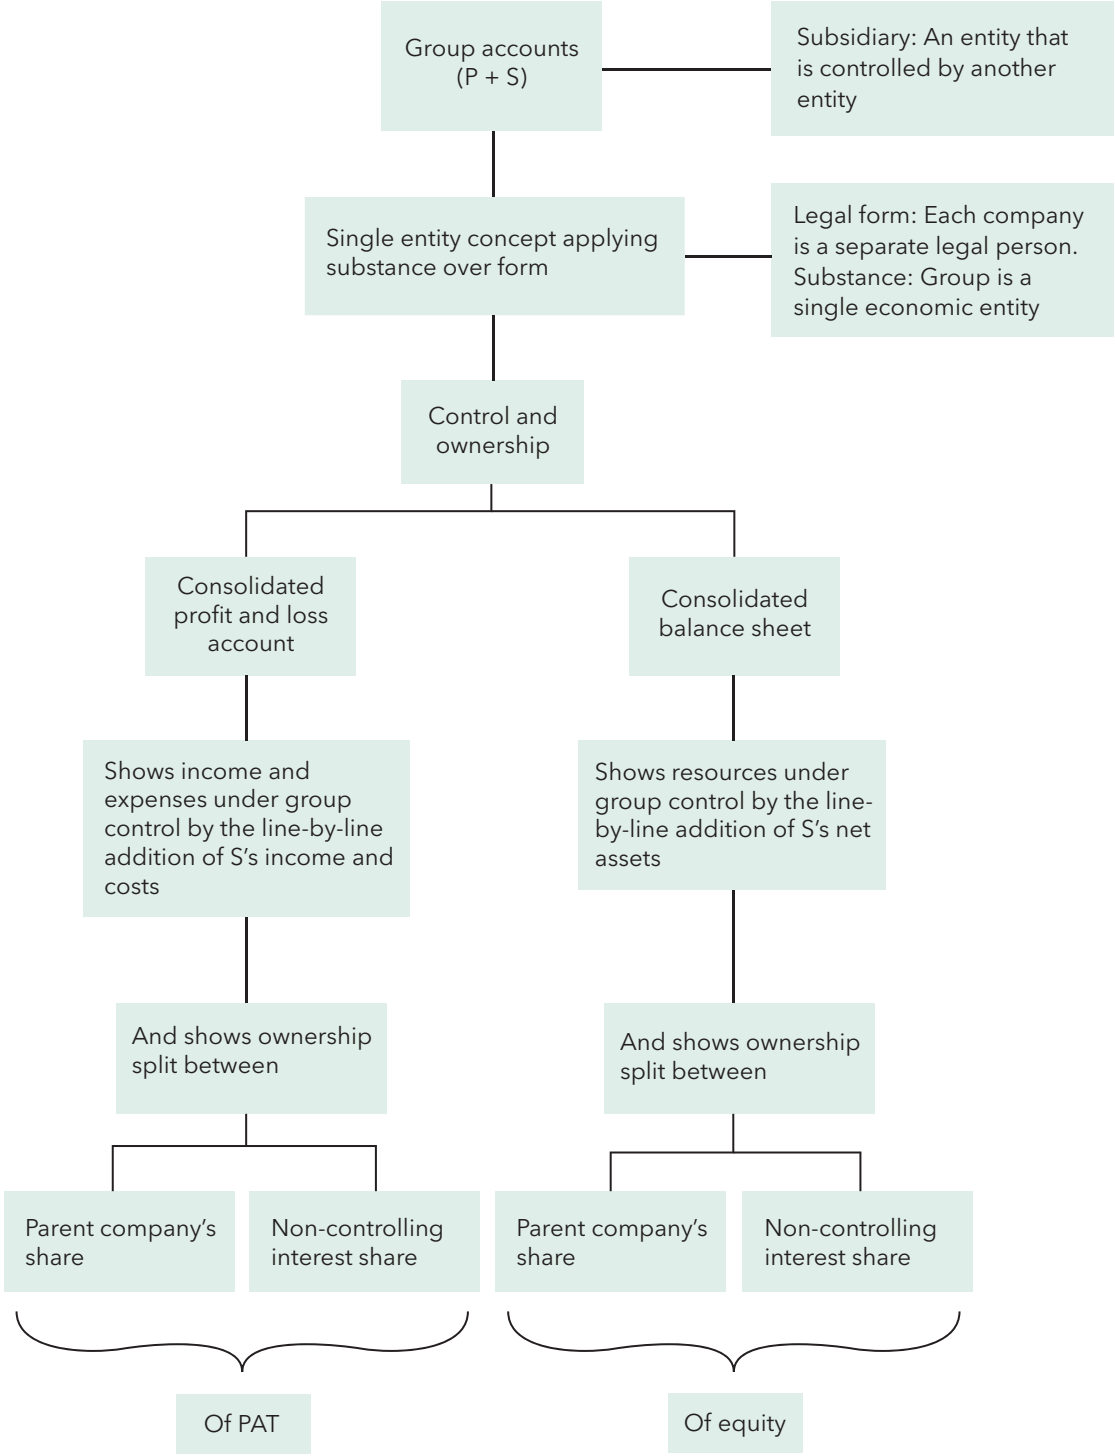 Group accounts
(P + S)
Subsidiary: An entity that
is controlled by another
entity
Single entity concept applying
substance over form
Legal form: Each company
is a separate legal person.
Substance: Group is a
single economic entity
Control and
ownership
Consolidated
profit and loss
account
Consolidated
balance sheet
Shows income and
expenses under group
control by the line-by-line
addition of S’s income and
costs
Shows resources under
group control by the line-
by-line addition of S’s net
assets
And shows ownership
split between
And shows ownership
split between
Parent company’s
share
Non-controlling
interest share
Parent company’s
share
Non-controlling
interest share
Of PAT
Of equity